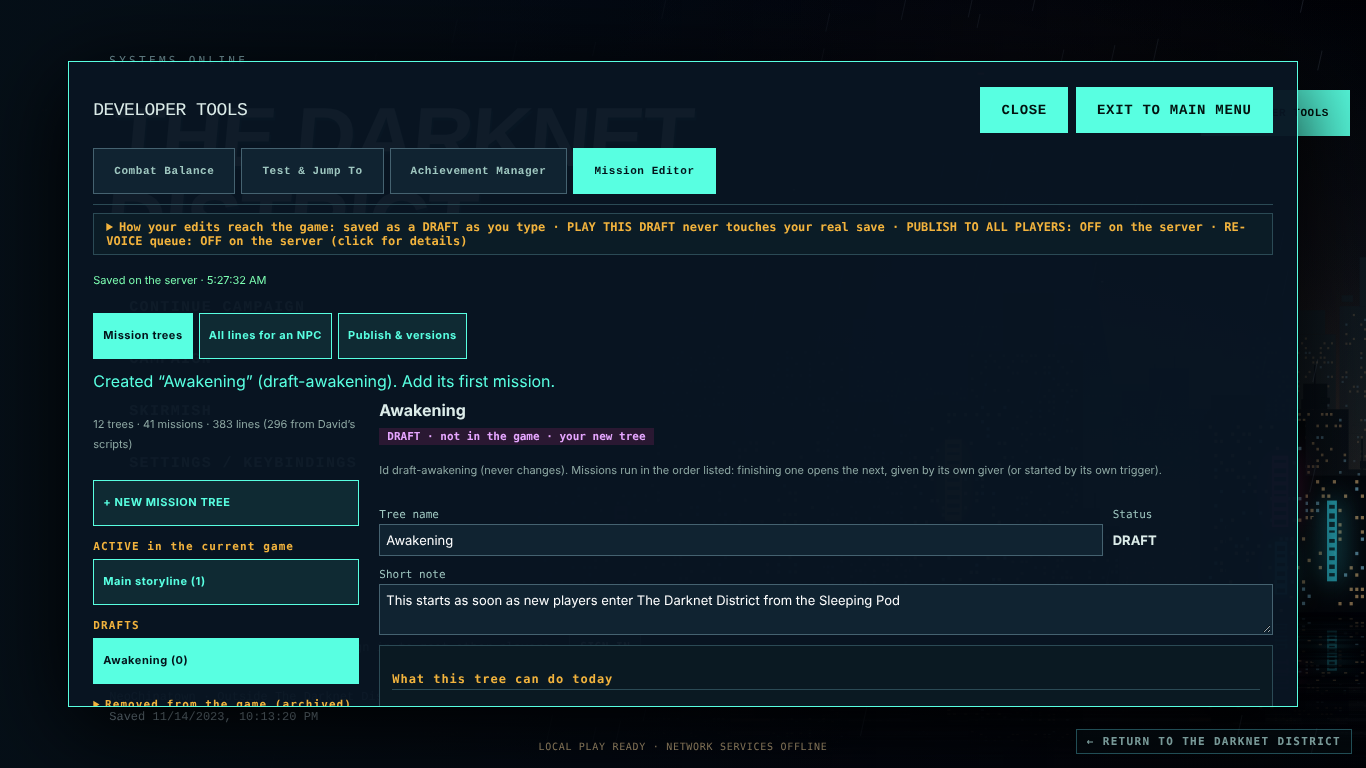 SYSTEMS ONLINE
THE DARKNET
DISTRICT
DEVELOPER TOOLS
CLOSE
EXIT TO MAIN MENU
TOOLS
Combat Balance
Test & Jump To
Achievement Manager
Mission Editor
▶ How your edits reach the game: saved as a DRAFT as you type · PLAY THIS DRAFT never touches your real save · PUBLISH TO ALL PLAYERS: OFF on the server · RE-
VOICE queue: OFF on the server (click for details)
Saved on the server · 5:27:32 AM
CONTINUE CAMPAIGN
Mission trees
All lines for an NPC
Publish & versions
Created “Awakening” (draft-awakening). Add its first mission.
SKIRMISH
12 trees · 41 missions · 383 lines (296 from David’s
scripts)
SETTINGS / KEYBINDINGS
+ NEW MISSION TREE
ACTIVE in the current game
Main storyline (1)
DRAFTS
Awakening (0)
▶ Removed from the game (archived)
Awakening
DRAFT · not in the game · your new tree
Id draft-awakening (never changes). Missions run in the order listed: finishing one opens the next, given by its own giver (or started by its own trigger).
Tree name
Status
Awakening
DRAFT
Short note
This starts as soon as new players enter The Darknet District from the Sleeping Pod
What this tree can do today
Saved 11/14/2023, 10:13:20 PM
LOCAL PLAY READY · NETWORK SERVICES OFFLINE
← RETURN TO THE DARKNET DISTRICT